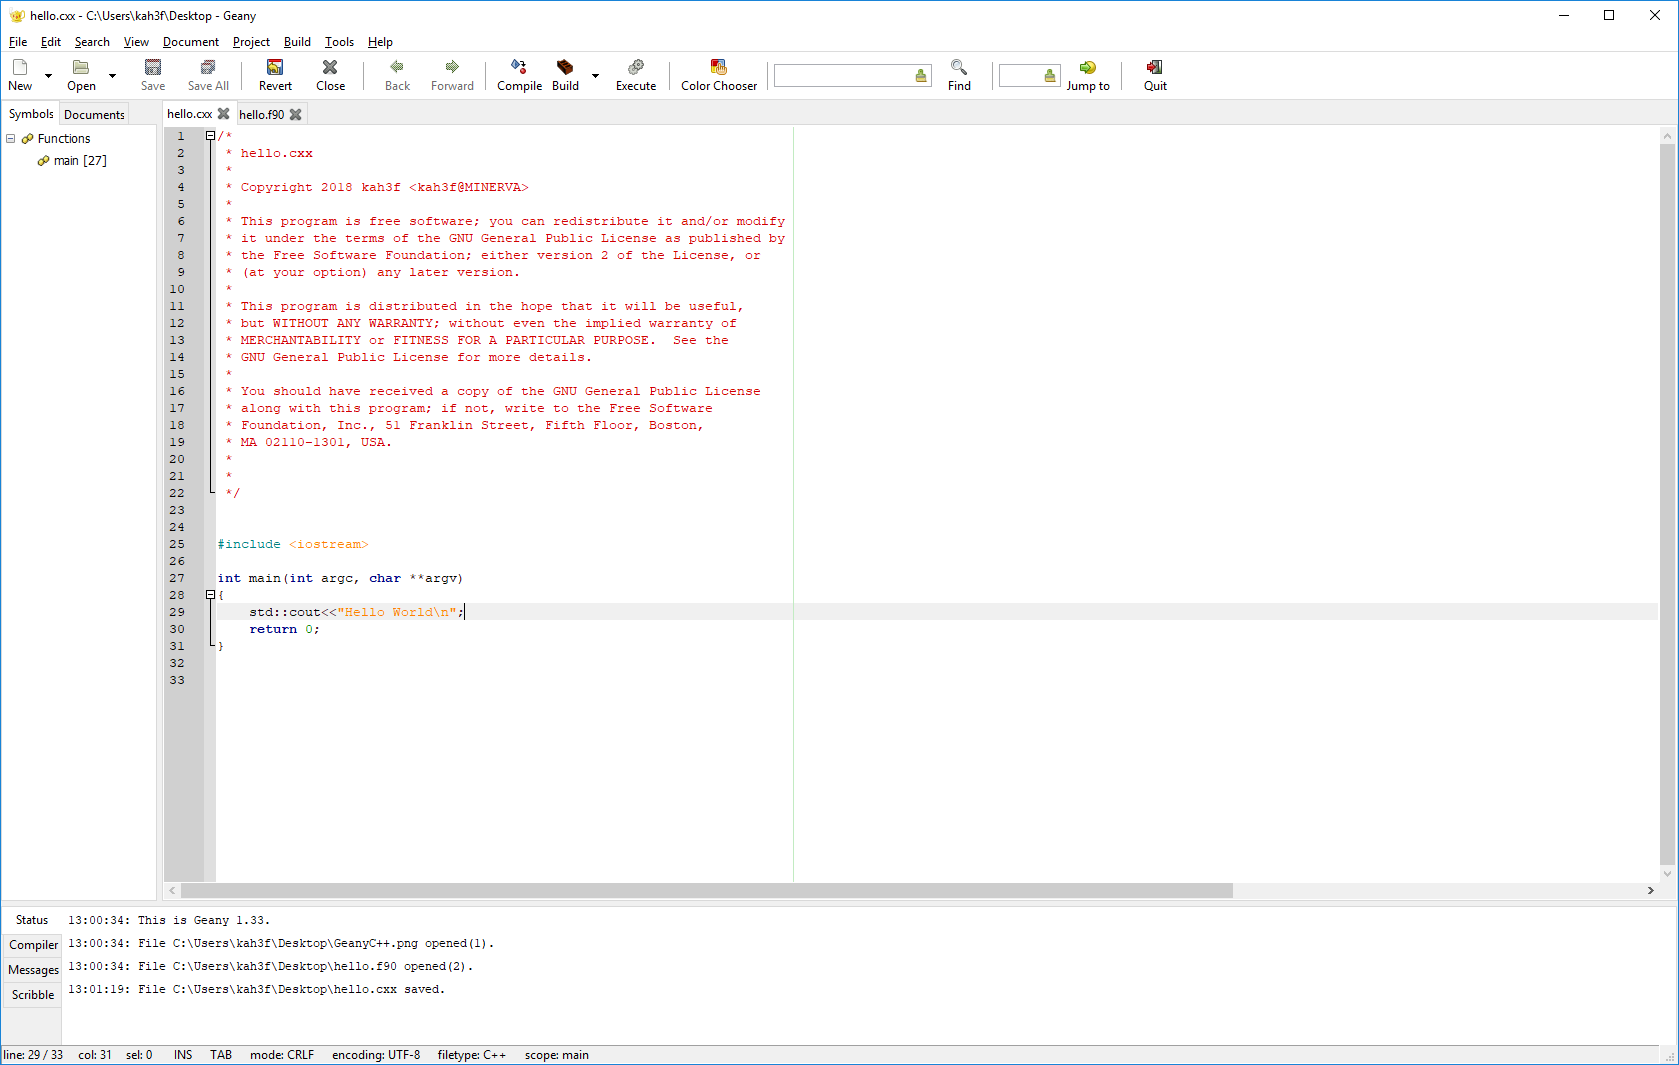 hello.cxx - C:\Users\kah3f\Desktop - Geany
File Edit Search View Document Project Build Tools Help
New Open Save Save All Revert Close Back Forward Compile Build Execute Color Chooser Find Jump to Quit
Symbols Documents
hello.cxx hello.f90
Functions
main [27]
1 /*
2 * hello.cxx
3 *
4 * Copyright 2018 kah3f <kah3f@MINERVA>
5 *
6 * This program is free software; you can redistribute it and/or modify
7 * it under the terms of the GNU General Public License as published by
8 * the Free Software Foundation; either version 2 of the License, or
9 * (at your option) any later version.
10 *
11 * This program is distributed in the hope that it will be useful,
12 * but WITHOUT ANY WARRANTY; without even the implied warranty of
13 * MERCHANTABILITY or FITNESS FOR A PARTICULAR PURPOSE.  See the
14 * GNU General Public License for more details.
15 *
16 * You should have received a copy of the GNU General Public License
17 * along with this program; if not, write to the Free Software
18 * Foundation, Inc., 51 Franklin Street, Fifth Floor, Boston,
19 * MA 02110-1301, USA.
20 *
21 *
22 */
23
24
25 #include <iostream>
26
27 int main(int argc, char **argv)
28 {
29     std::cout<<"Hello World\n";
30     return 0;
31 }
32
33
Status
Compiler
Messages
Scribble
13:00:34: This is Geany 1.33.
13:00:34: File C:\Users\kah3f\Desktop\GeanyC++.png opened(1).
13:00:34: File C:\Users\kah3f\Desktop\hello.f90 opened(2).
13:01:19: File C:\Users\kah3f\Desktop\hello.cxx saved.
line: 29 / 33 col: 31 sel: 0 INS TAB mode: CRLF encoding: UTF-8 filetype: C++ scope: main